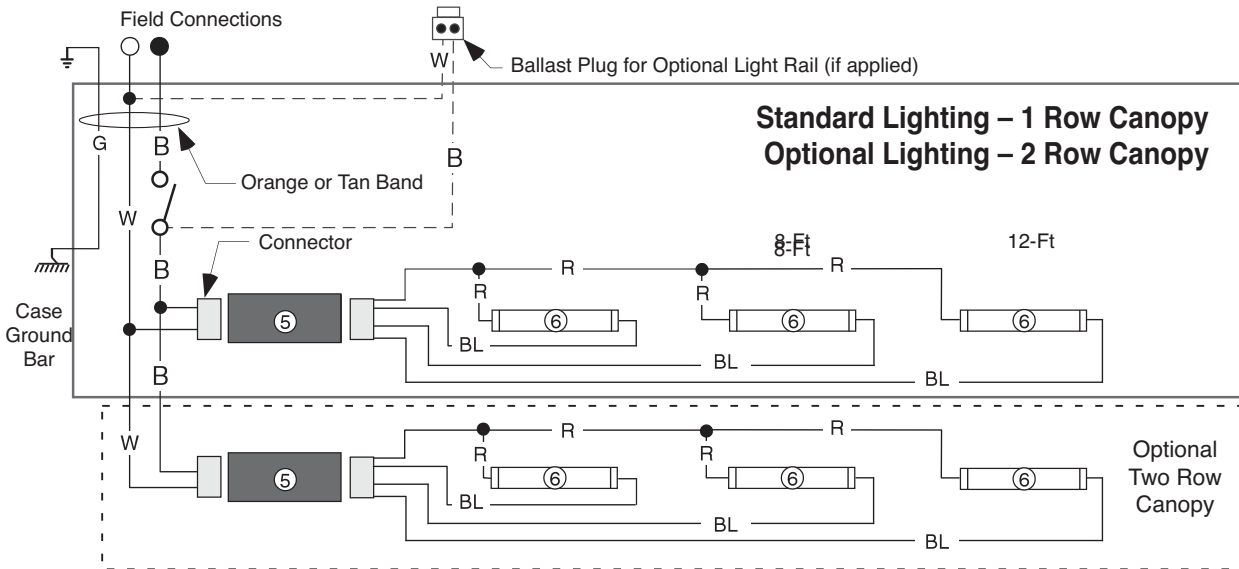 Field Connections
W
Ballast Plug for Optional Light Rail (if applied)
Standard Lighting – 1 Row Canopy
Optional Lighting – 2 Row Canopy
G
B
B
Orange or Tan Band
W
Connector
8-Ft
8-Ft
12-Ft
B
R
R
R
R
Case
Ground
Bar
5
6
6
6
BL
BL
BL
B
W
R
R
R
R
Optional
Two Row
Canopy
5
6
6
6
BL
BL
BL